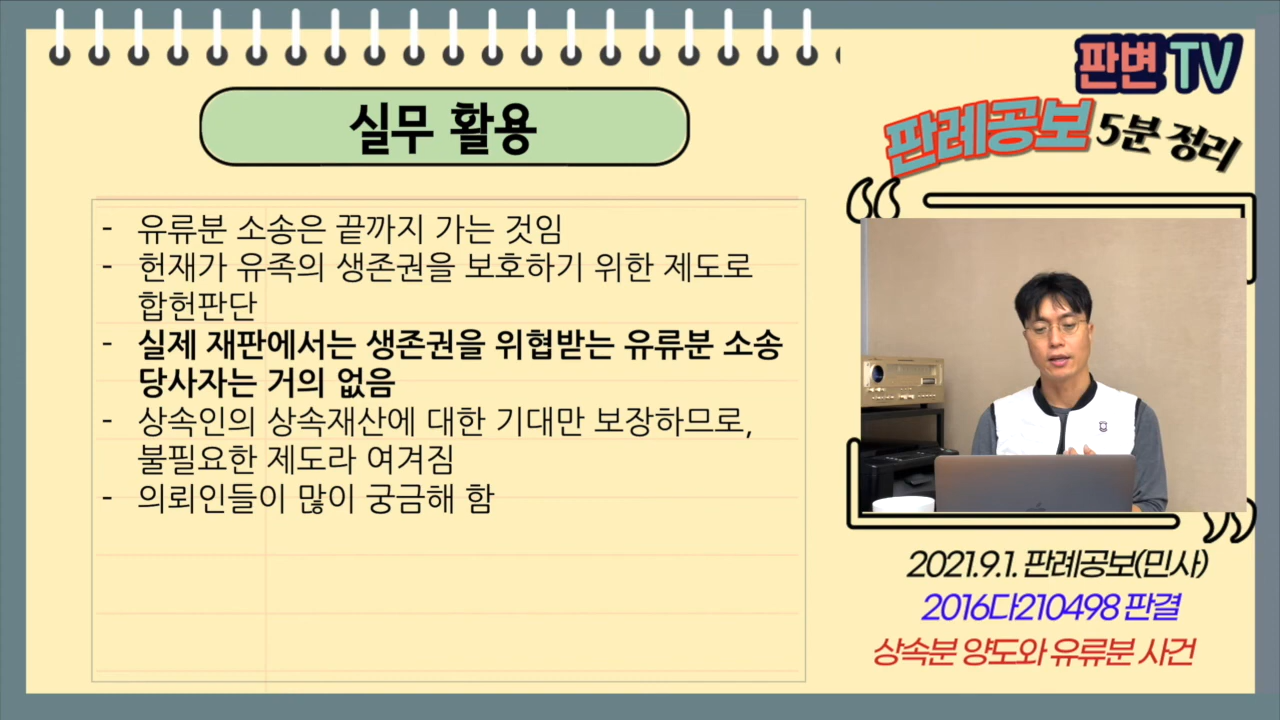 판변 TV
판례공보 5분 정리
실무 활용
- 유류분 소송은 끝까지 가는 것임
- 헌재가 유족의 생존권을 보호하기 위한 제도로
합헌판단
- 실제 재판에서는 생존권을 위협받는 유류분 소송
당사자는 거의 없음
- 상속인의 상속재산에 대한 기대만 보장하므로,
불필요한 제도라 여겨짐
- 의뢰인들이 많이 궁금해 함
2021.9.1. 판례공보(민사)
2016다210498 판결
상속분 양도와 유류분 사건